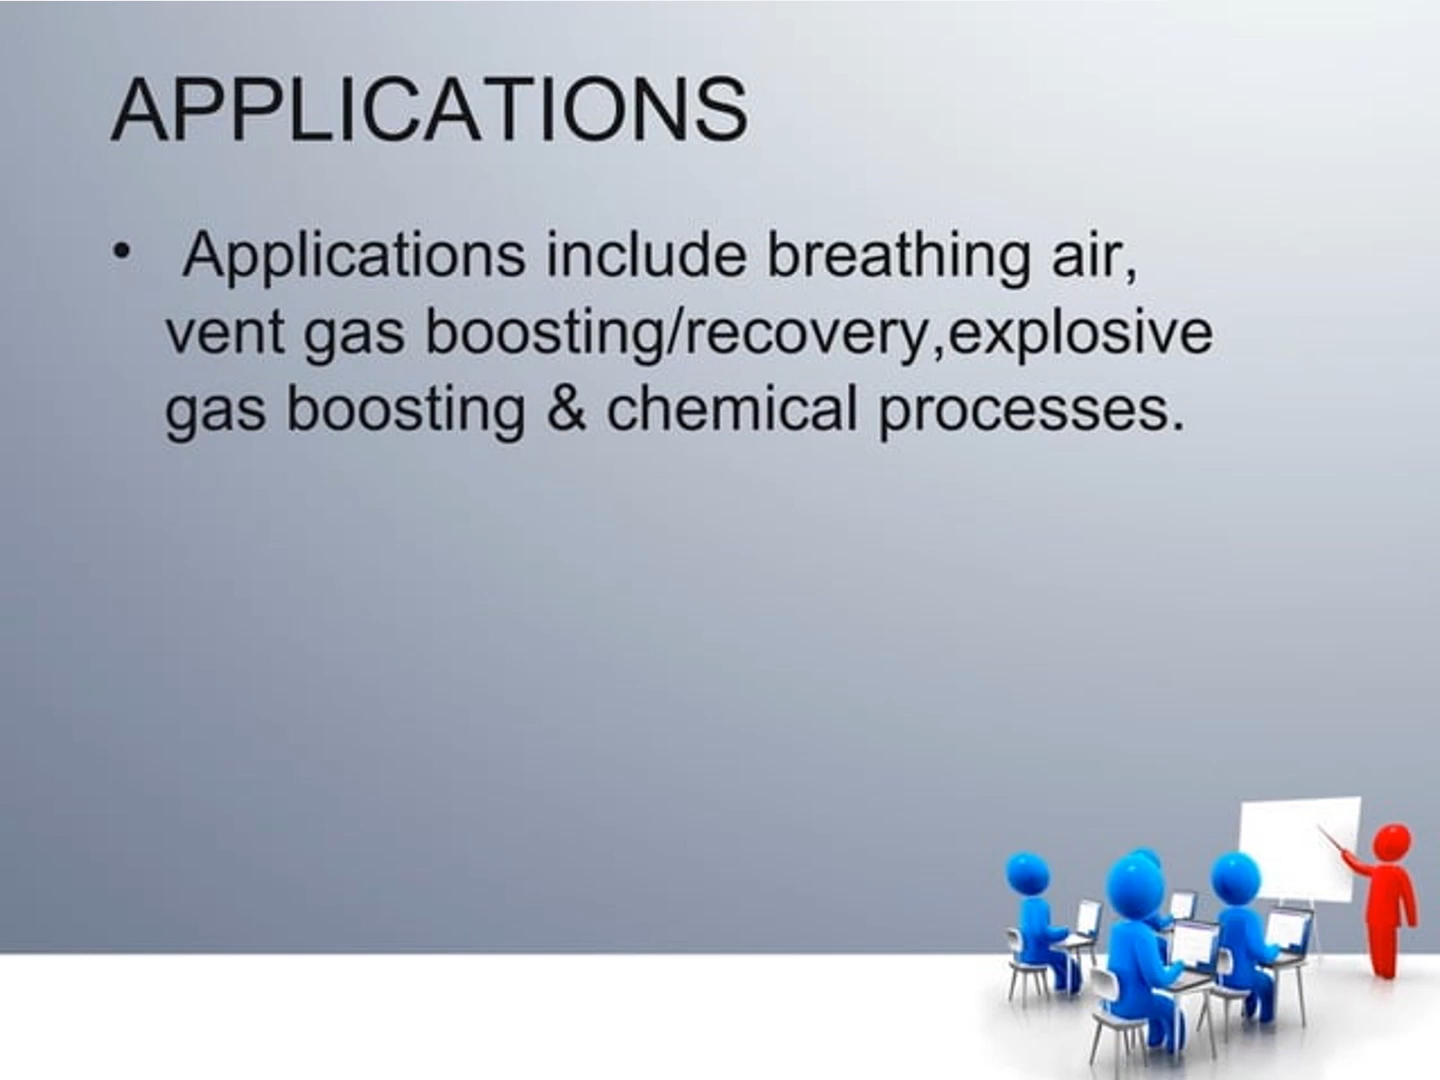 APPLICATIONS
• Applications include breathing air,
vent gas boosting/recovery,explosive
gas boosting & chemical processes.